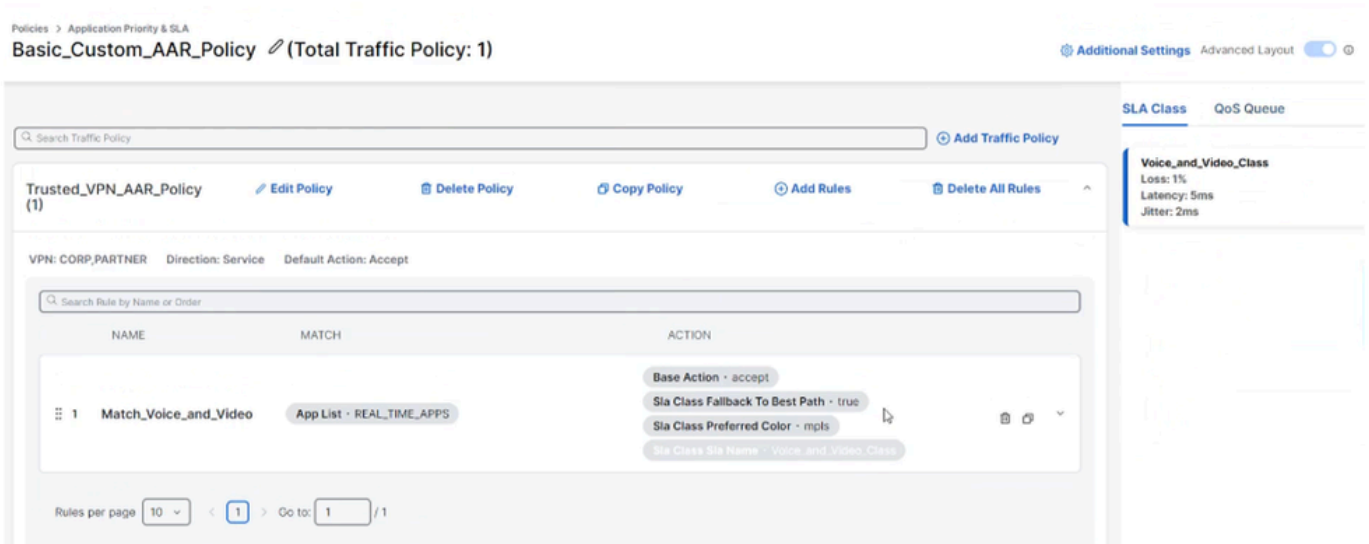 Policies > Application Priority & SLA
Basic_Custom_AAR_Policy (Total Traffic Policy: 1)
Additional Settings Advanced Layout
SLA Class QoS Queue
Search Traffic Policy
Add Traffic Policy
Voice_and_Video_Class
Loss: 1%
Latency: 5ms
Jitter: 2ms
Trusted_VPN_AAR_Policy
(1)
Edit Policy Delete Policy Copy Policy Add Rules Delete All Rules
VPN: CORP,PARTNER Direction: Service Default Action: Accept
Search Rule by Name or Order
NAME MATCH ACTION
1 Match_Voice_and_Video App List · REAL_TIME_APPS
Base Action · accept
Sla Class Fallback To Best Path · true
Sla Class Preferred Color · mpls
Sla Class Sla Name · Voice_and_Video_Class
Rules per page 10 < 1 > Go to: 1 / 1